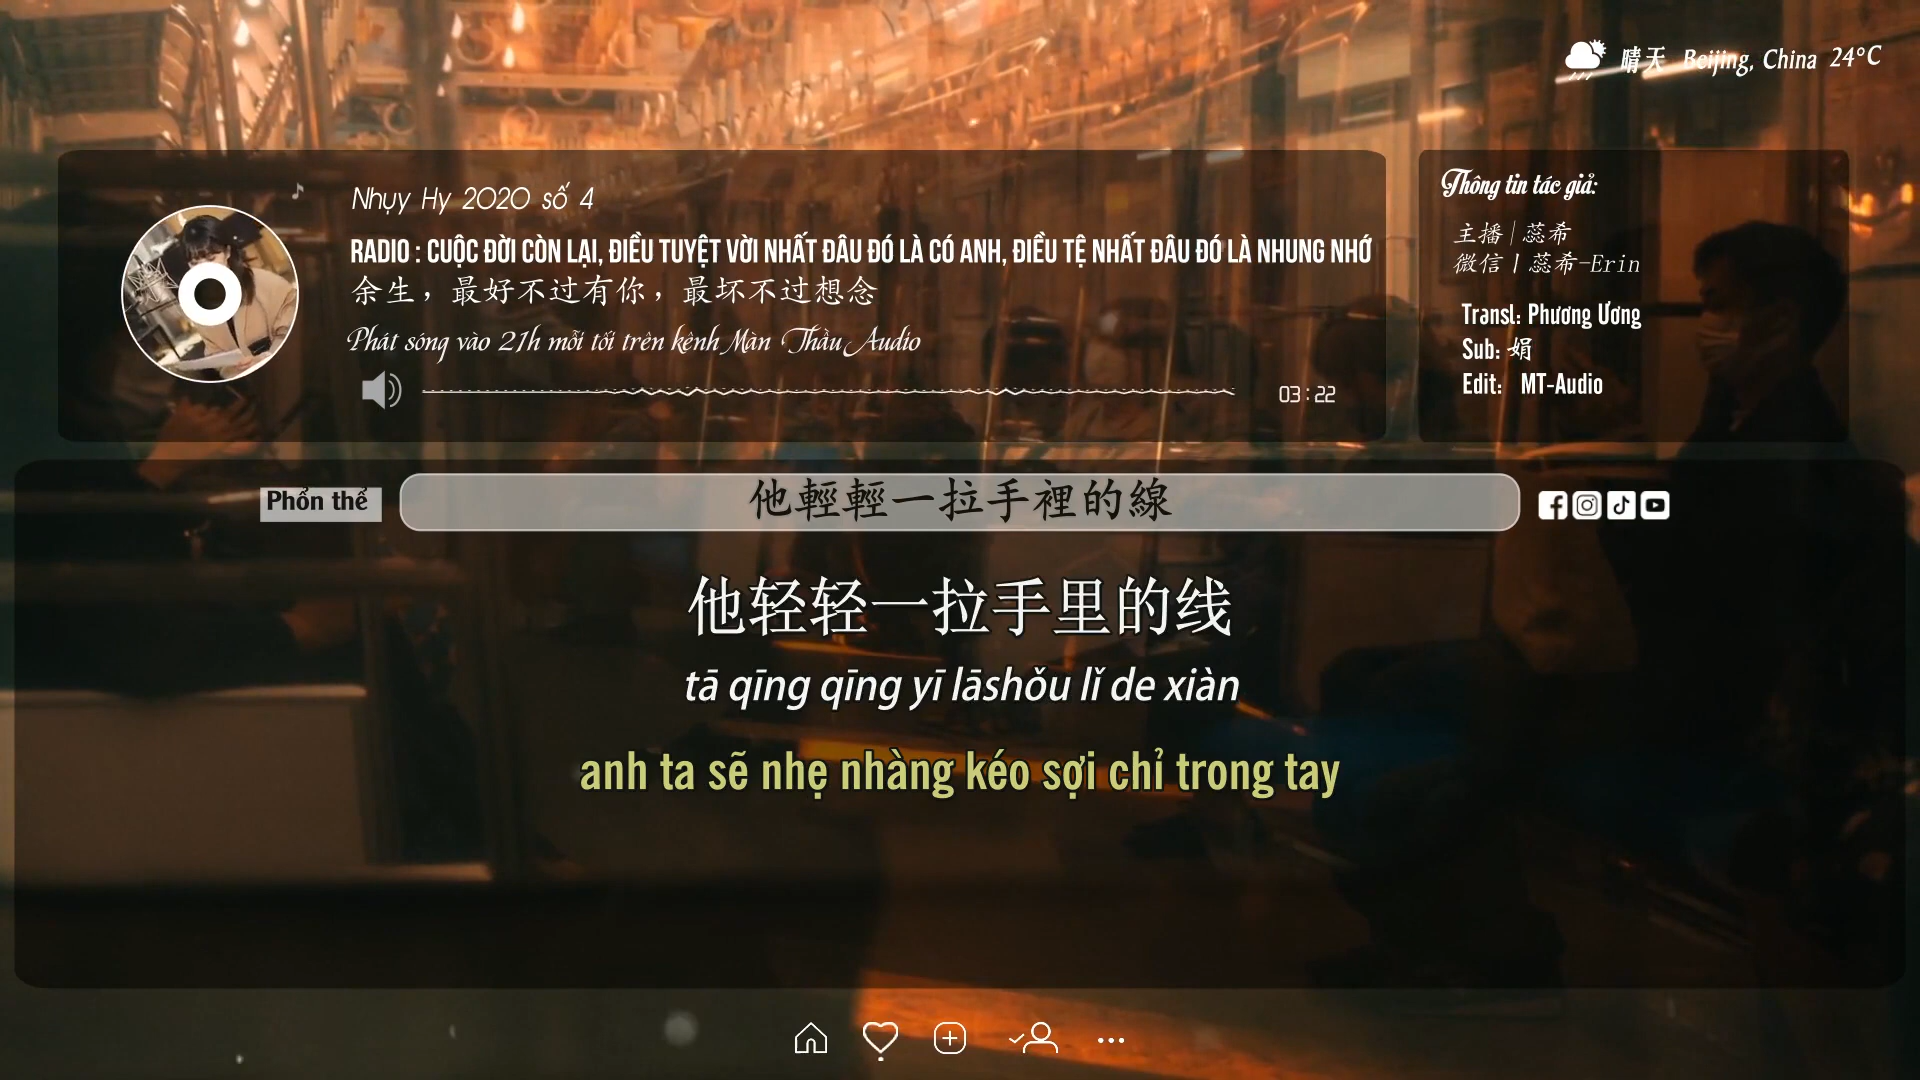 晴天 Beijing, China 24°C
Nhụy Hy 2020 số 4
RADIO : CUỘC ĐỜI CÒN LẠI, ĐIỀU TUYỆT VỜI NHẤT ĐÂU ĐÓ LÀ CÓ ANH, ĐIỀU TỆ NHẤT ĐÂU ĐÓ LÀ NHUNG NHỚ
余生，最好不过有你，最坏不过想念
Phát sóng vào 21h mỗi tối trên kênh Màn Thầu Audio
03:22
Thông tin tác giả:
主播｜蕊希
微信丨蕊希-Erin
Transl: Phương Ương
Sub: 娟
Edit: MT-Audio
Phồn thể
他輕輕一拉手裡的線
他轻轻一拉手里的线
tā qīng qīng yī lāshǒu lǐ de xiàn
anh ta sẽ nhẹ nhàng kéo sợi chỉ trong tay